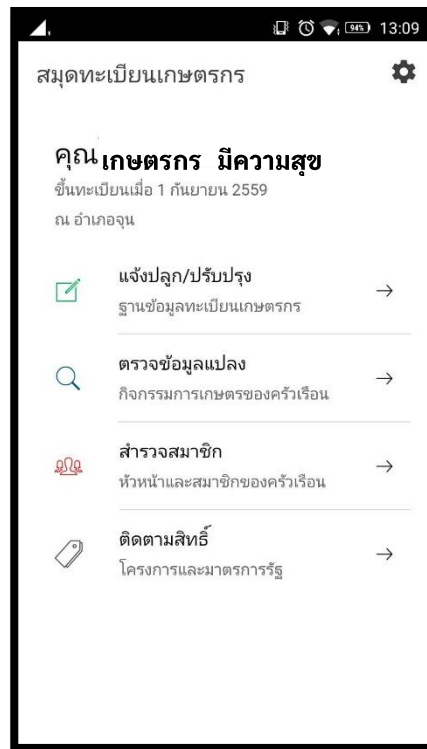 94% 13:09
สมุดทะเบียนเกษตรกร
คุณ เกษตรกร มีความสุข
ขึ้นทะเบียนเมื่อ 1 กันยายน 2559
ณ อำเภอจุน
แจ้งปลูก/ปรับปรุง
ฐานข้อมูลทะเบียนเกษตรกร
ตรวจข้อมูลแปลง
กิจกรรมการเกษตรของครัวเรือน
สำรวจสมาชิก
หัวหน้าและสมาชิกของครัวเรือน
ติดตามสิทธิ์
โครงการและมาตรการรัฐ